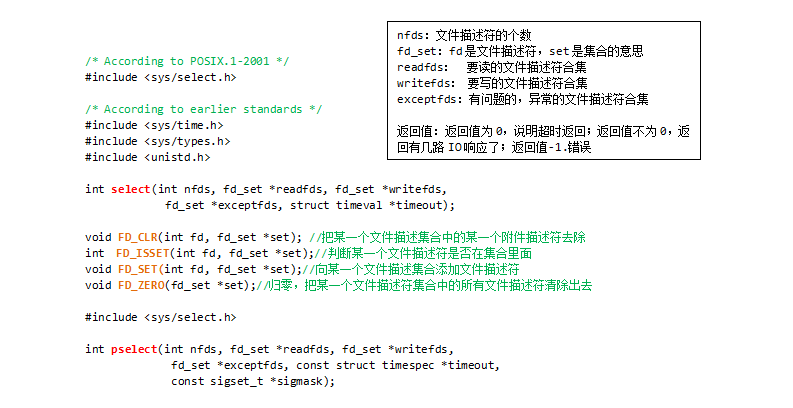 nfds：文件描述符的个数
fd_set：fd是文件描述符，set是集合的意思
readfds： 要读的文件描述符合集
writefds： 要写的文件描述符合集
exceptfds：有问题的，异常的文件描述符合集
返回值：返回值为0，说明超时返回；返回值不为0，返
回有几路 IO响应了；返回值-1.错误
/* According to POSIX.1-2001 */
#include <sys/select.h>
/* According to earlier standards */
#include <sys/time.h>
#include <sys/types.h>
#include <unistd.h>
int select(int nfds, fd_set *readfds, fd_set *writefds,
fd_set *exceptfds, struct timeval *timeout);
void FD_CLR(int fd, fd_set *set); //把某一个文件描述集合中的某一个附件描述符去除
int  FD_ISSET(int fd, fd_set *set);//判断某一个文件描述符是否在集合里面
void FD_SET(int fd, fd_set *set);//向某一个文件描述集合添加文件描述符
void FD_ZERO(fd_set *set);//归零，把某一个文件描述符集合中的所有文件描述符清除出去
#include <sys/select.h>
int pselect(int nfds, fd_set *readfds, fd_set *writefds,
fd_set *exceptfds, const struct timespec *timeout,
const sigset_t *sigmask);